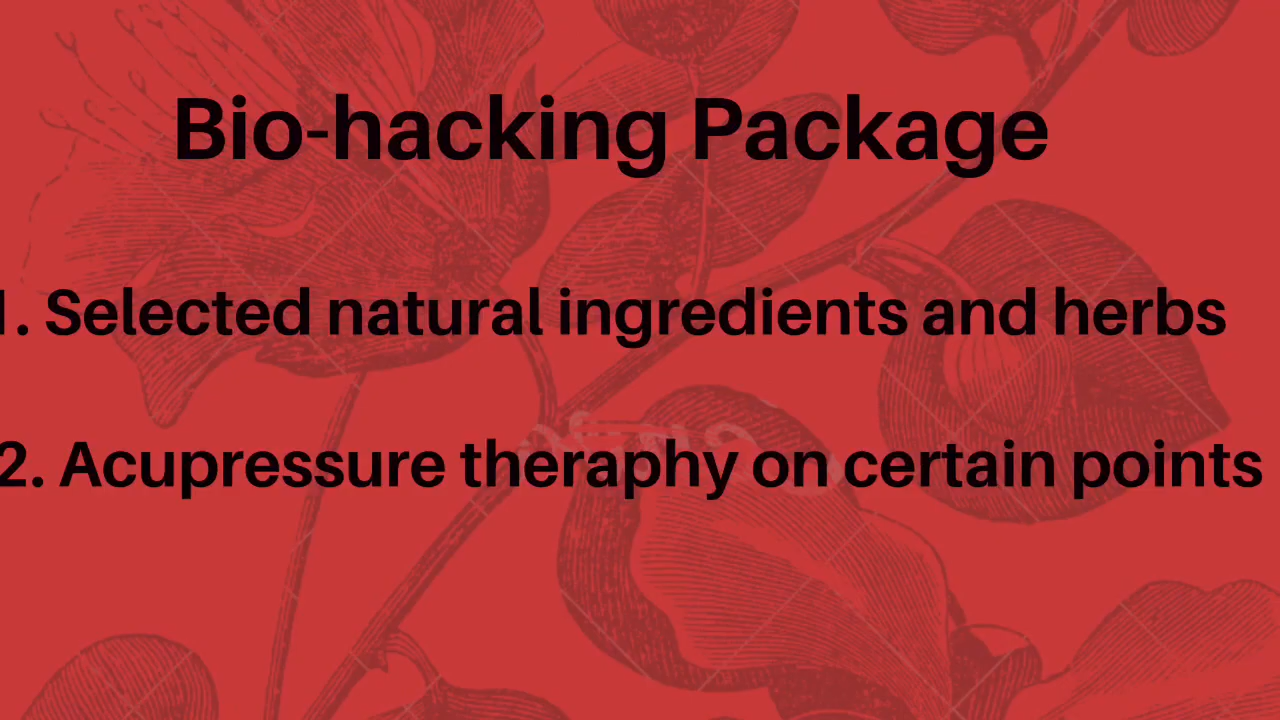 Bio-hacking Package
1. Selected natural ingredients and herbs
2. Acupressure theraphy on certain points